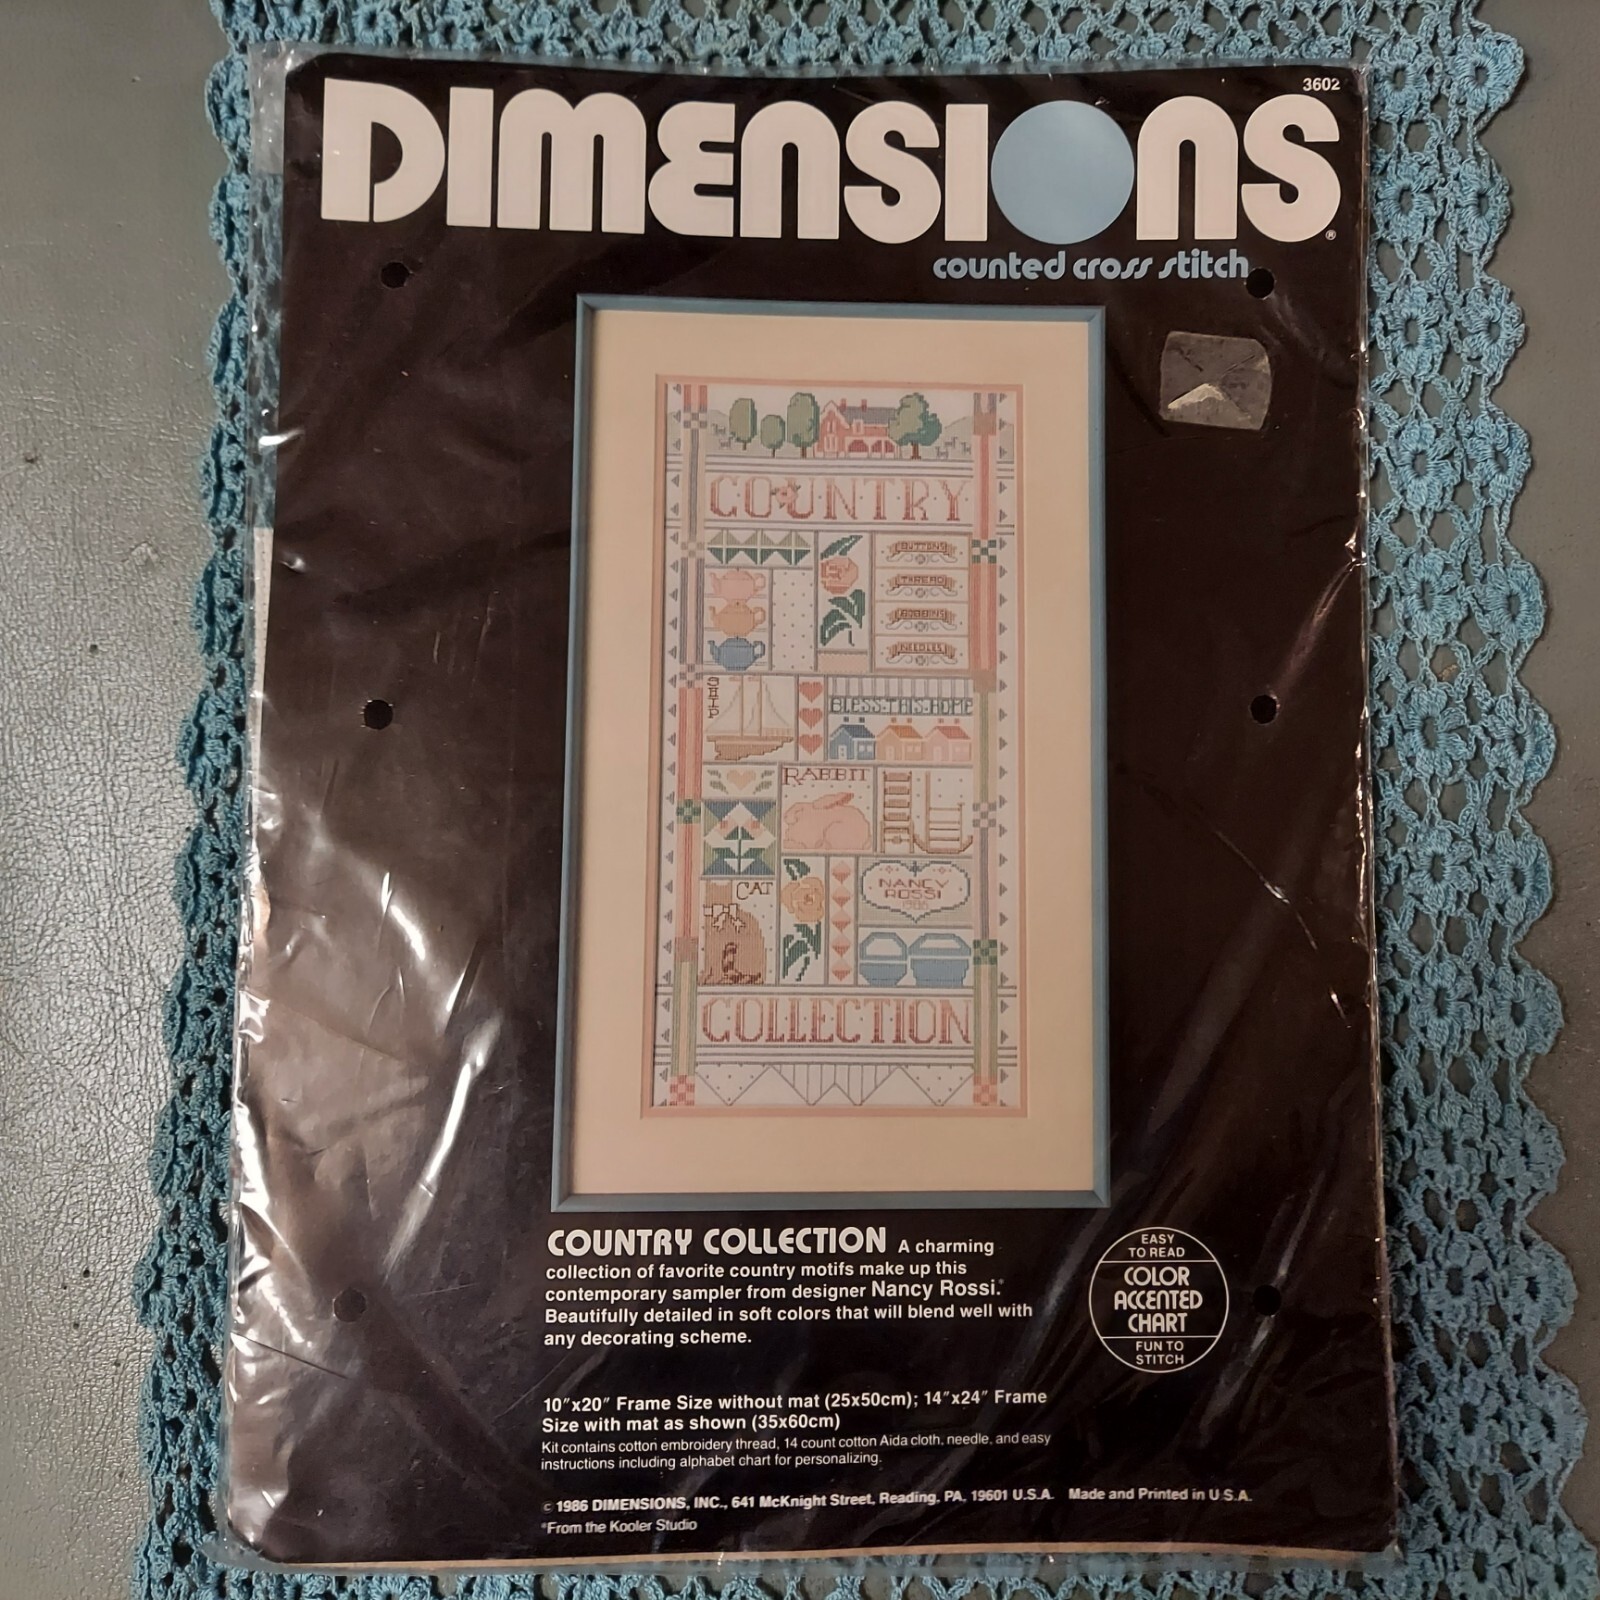 3602
DIMENSIONS®
counted cross stitch
COUNTRY
BUTTONS
THREAD
BOBBINS
NEEDLES
SHIP
BLESS·THIS·HOME
RABBIT
CAT
NANCY
ROSSI
1986
COLLECTION
COUNTRY COLLECTION A charming
collection of favorite country motifs make up this
contemporary sampler from designer Nancy Rossi.*
Beautifully detailed in soft colors that will blend well with
any decorating scheme.
EASY
TO READ
COLOR
ACCENTED
CHART
FUN TO
STITCH
10"x20" Frame Size without mat (25x50cm); 14"x24" Frame
Size with mat as shown (35x60cm)
Kit contains cotton embroidery thread, 14 count cotton Aida cloth, needle, and easy
instructions including alphabet chart for personalizing.
© 1986 DIMENSIONS, INC., 641 McKnight Street, Reading, PA, 19601 U.S.A. Made and Printed in U.S.A.
*From the Kooler Studio